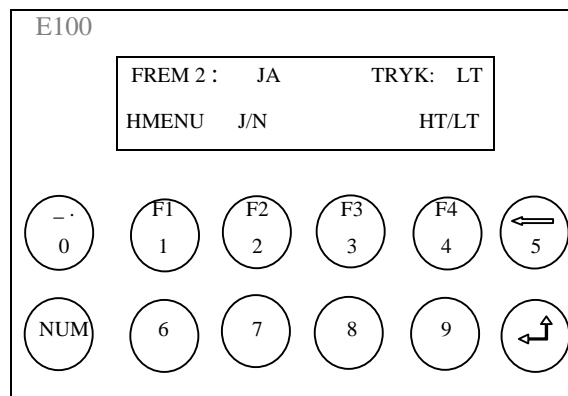 E100
FREM 2 : JA TRYK: LT
HMENU J/N HT/LT
_ . F1 F2 F3 F4
0 1 2 3 4 5
NUM 6 7 8 9